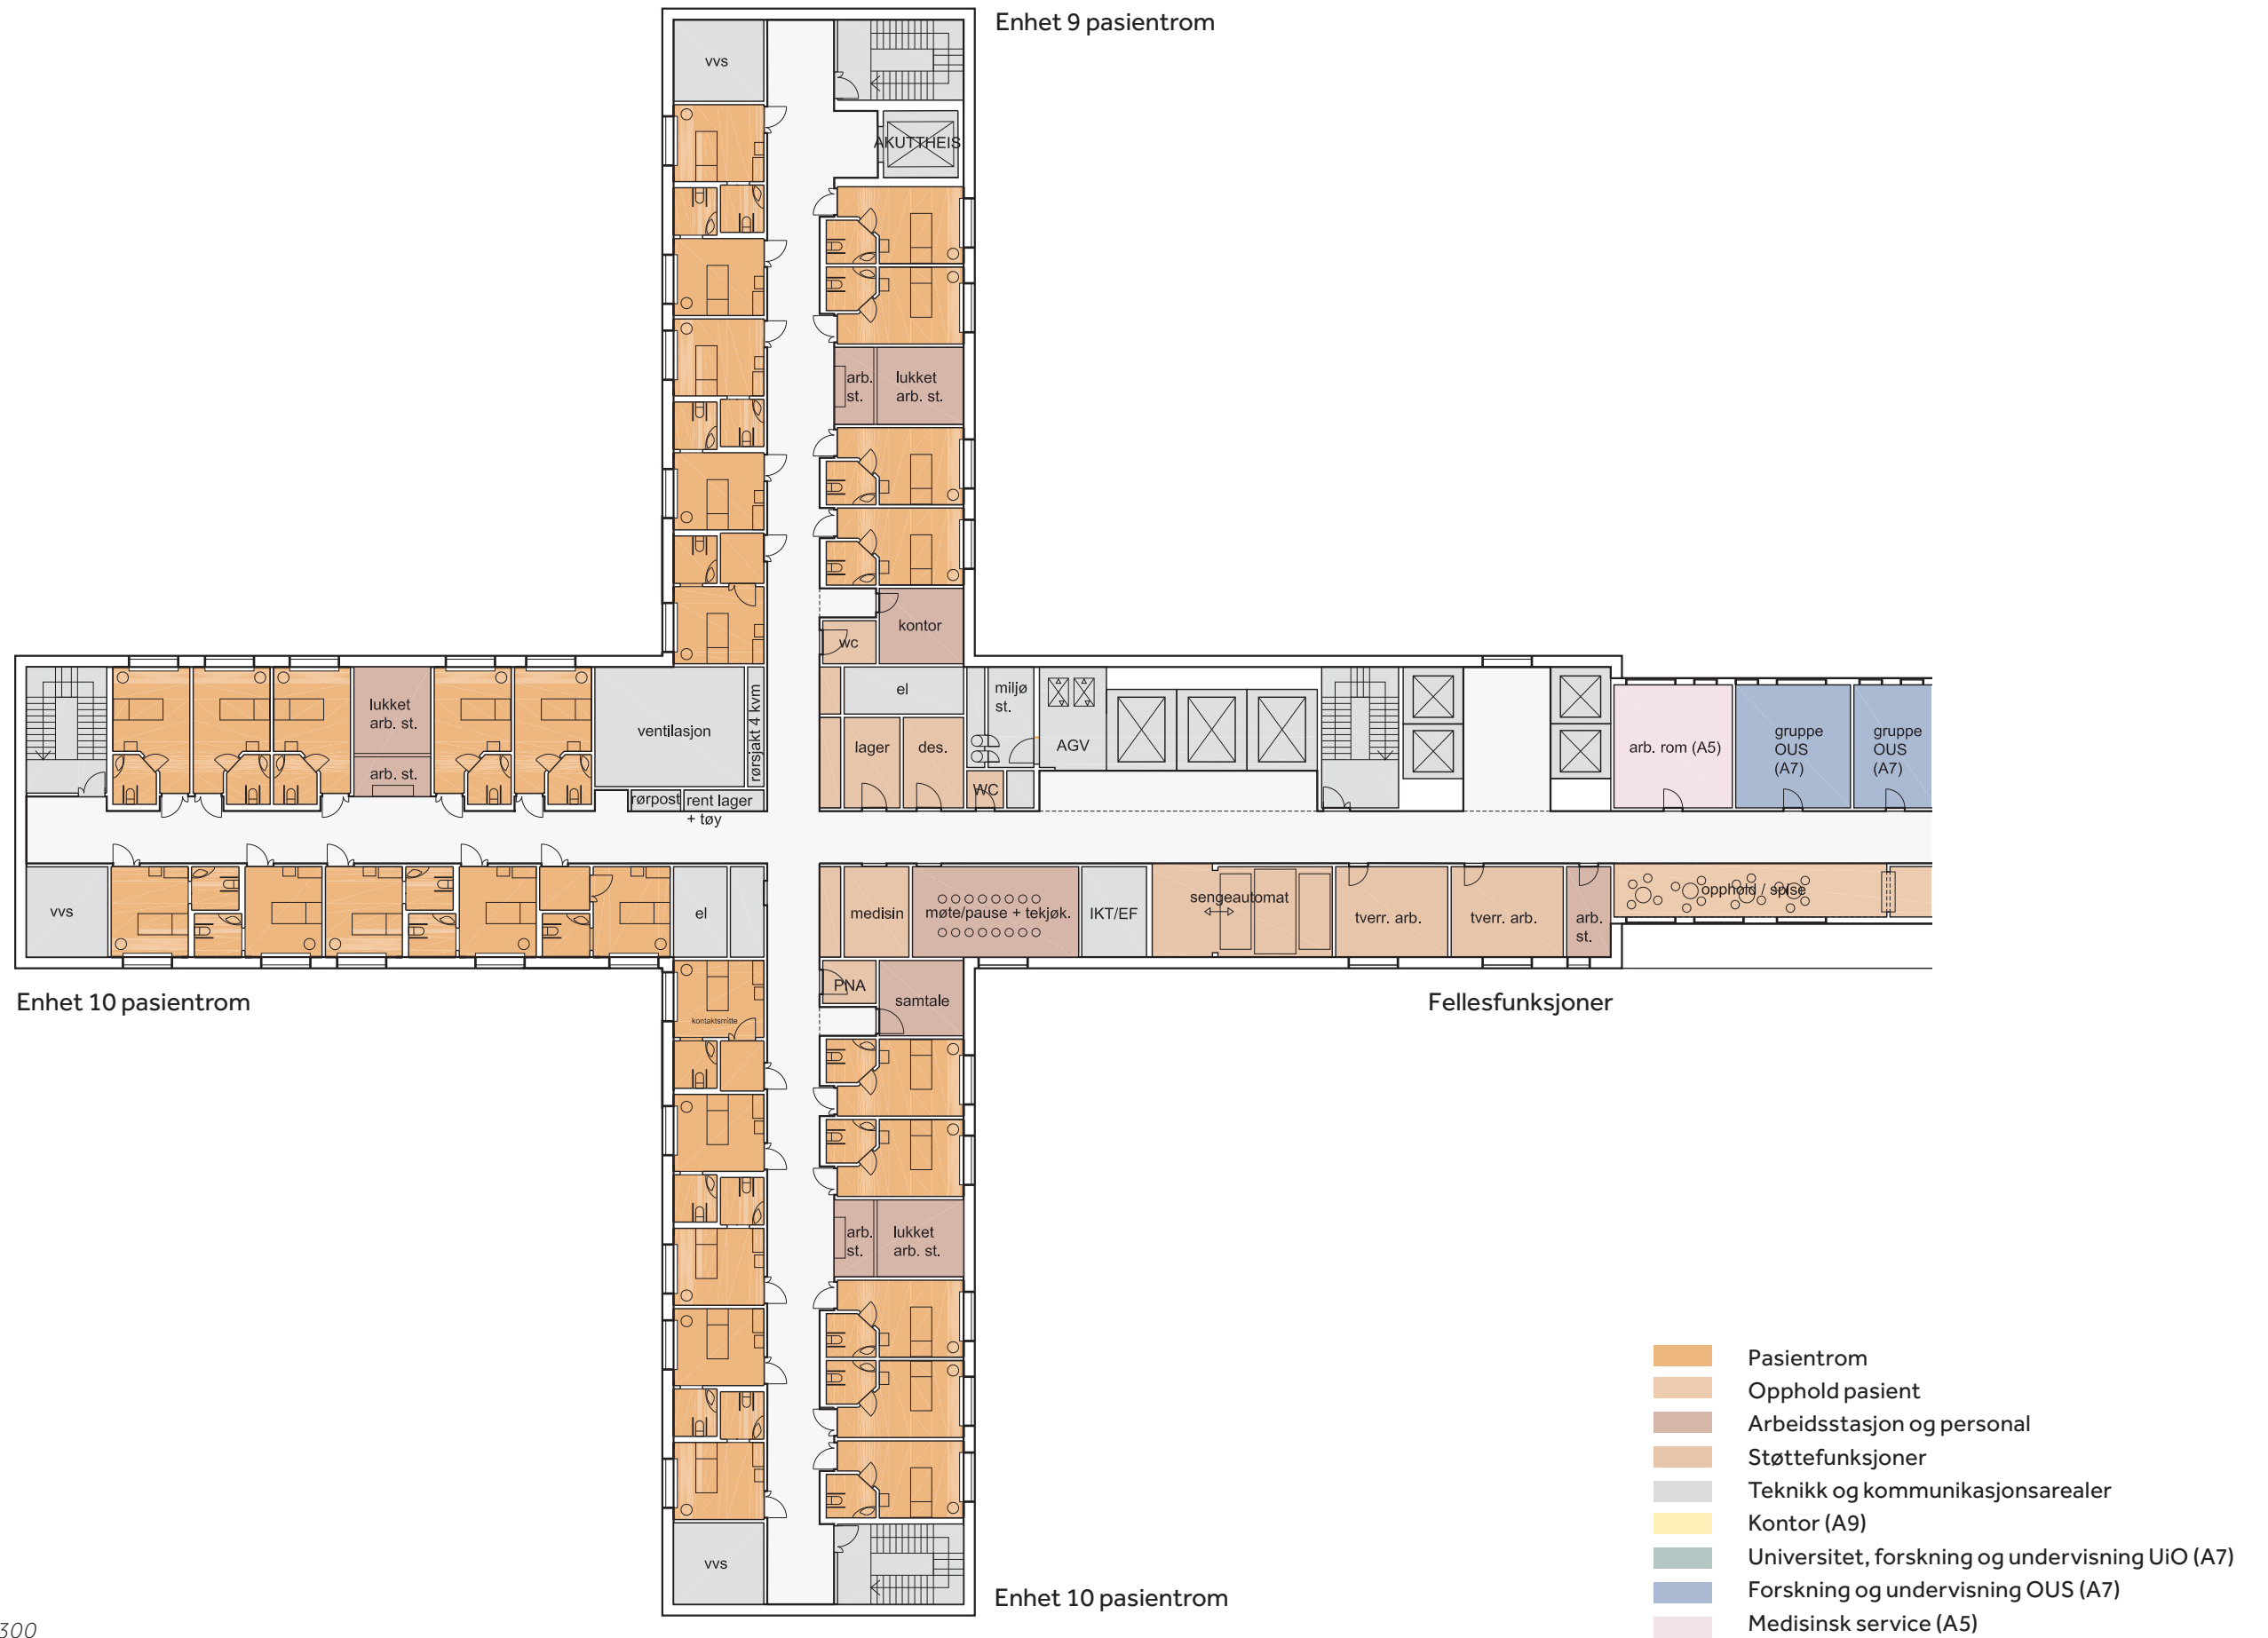 Enhet 9 pasientrom
vvs
AKUTTHEIS
arb.
st.
lukket
arb. st.
kontor
wc
el
miljø
st.
AGV
lager
des.
WC
rørsjakt 4 kvm
ventilasjon
rørpost
rent lager
+ tøy
lukket
arb. st.
arb. st.
arb. rom (A5)
gruppe
OUS
(A7)
gruppe
OUS
(A7)
vvs
el
medisin
møte/pause + tekjøk.
IKT/EF
sengeautomat
tverr. arb.
tverr. arb.
arb.
st.
opphold / spise
Enhet 10 pasientrom
Fellesfunksjoner
kontaktsmitte
PNA
samtale
arb.
st.
lukket
arb. st.
vvs
Enhet 10 pasientrom
Pasientrom
Opphold pasient
Arbeidsstasjon og personal
Støttefunksjoner
Teknikk og kommunikasjonsarealer
Kontor (A9)
Universitet, forskning og undervisning UiO (A7)
Forskning og undervisning OUS (A7)
Medisinsk service (A5)
300